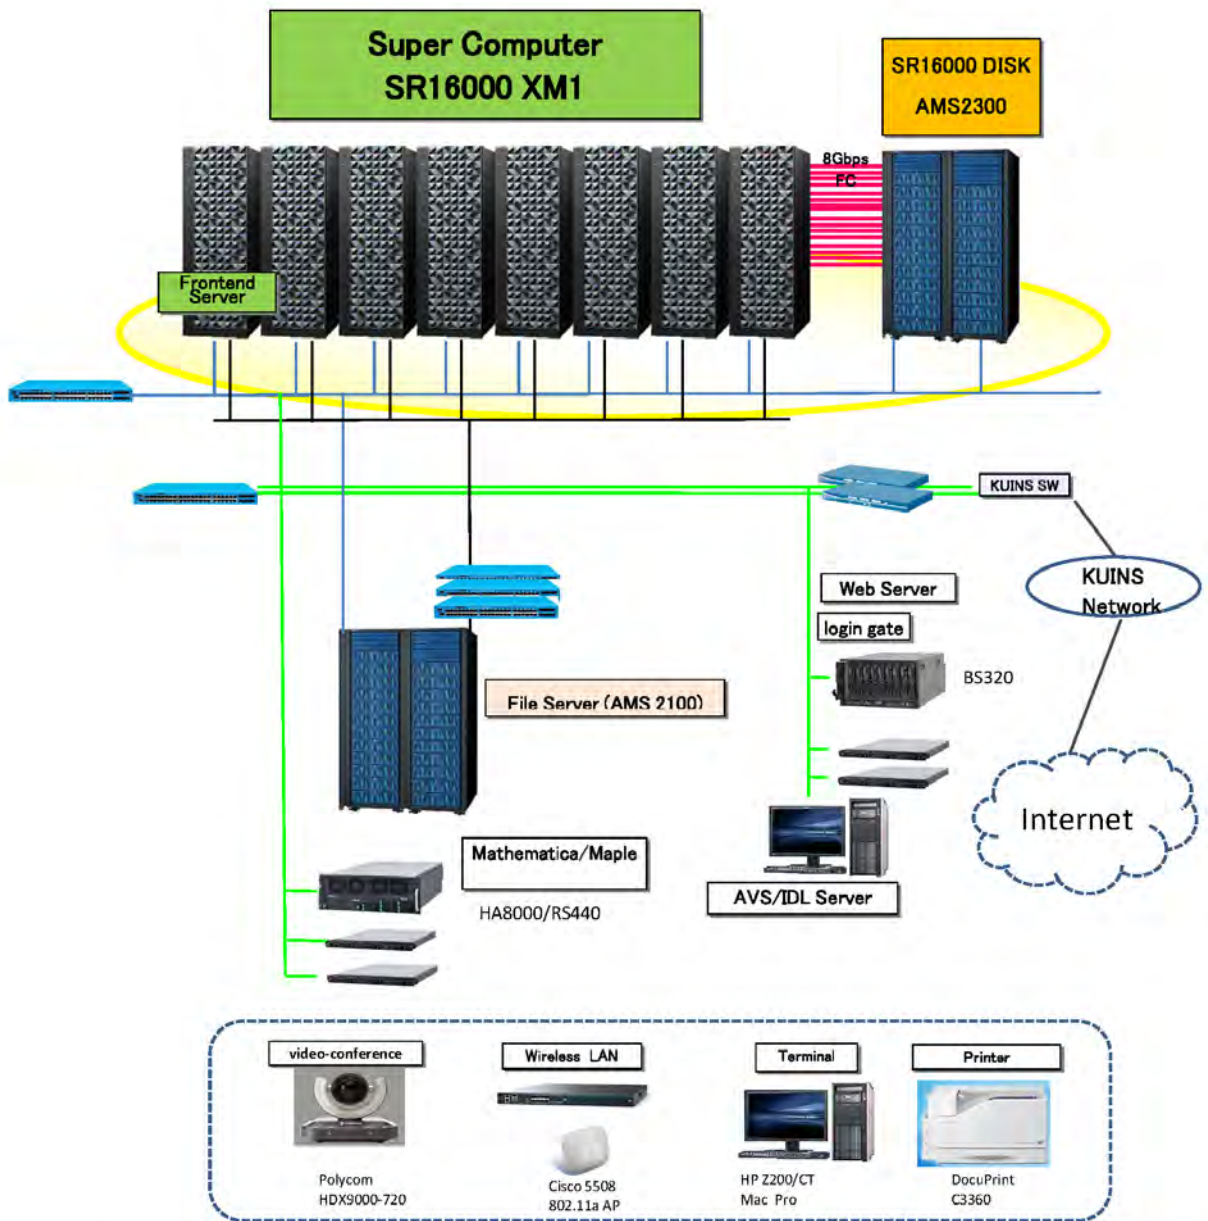 Super Computer
SR16000 XM1
SR16000 DISK
AMS2300
8Gbps
FC
Frontend
Server
KUINS SW
KUINS
Network
Web Server
login gate
BS320
File Server (AMS 2100)
Internet
Mathematica/Maple
HA8000/RS440
AVS/IDL Server
video-conference
Wireless LAN
Terminal
Printer
Polycom
HDX9000-720
Cisco 5508
802.11a AP
HP Z200/CT
Mac Pro
DocuPrint
C3360